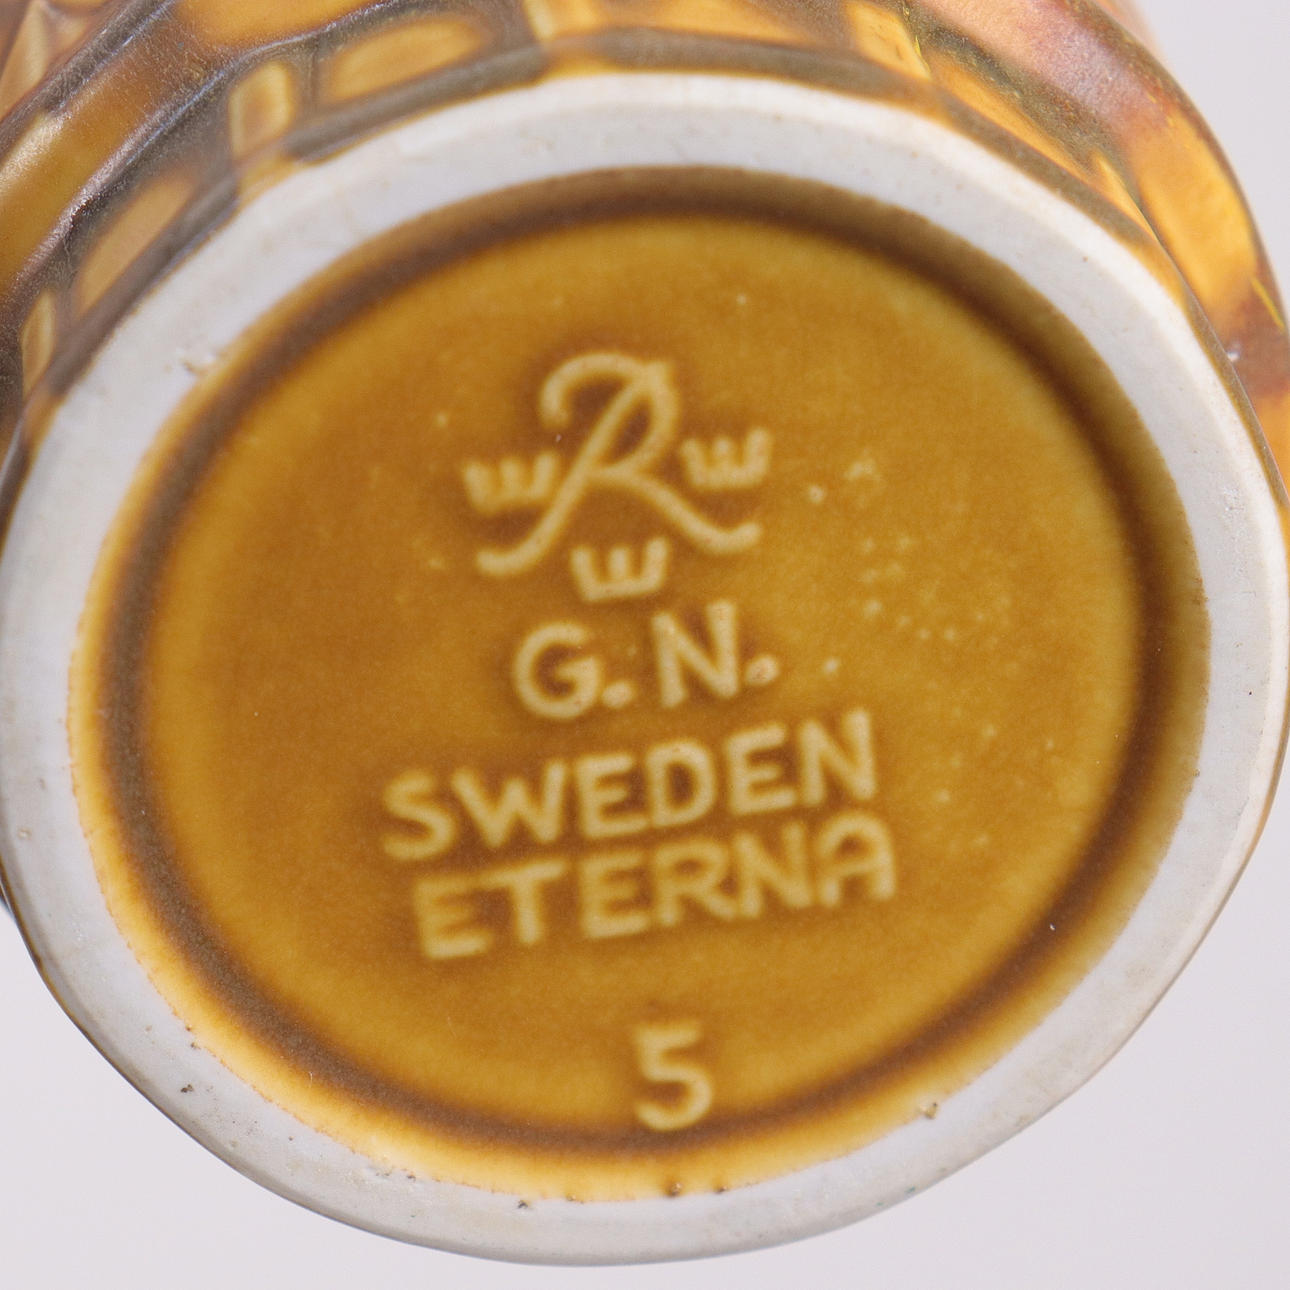 R
G. N.
SWEDEN
ETERNA
5